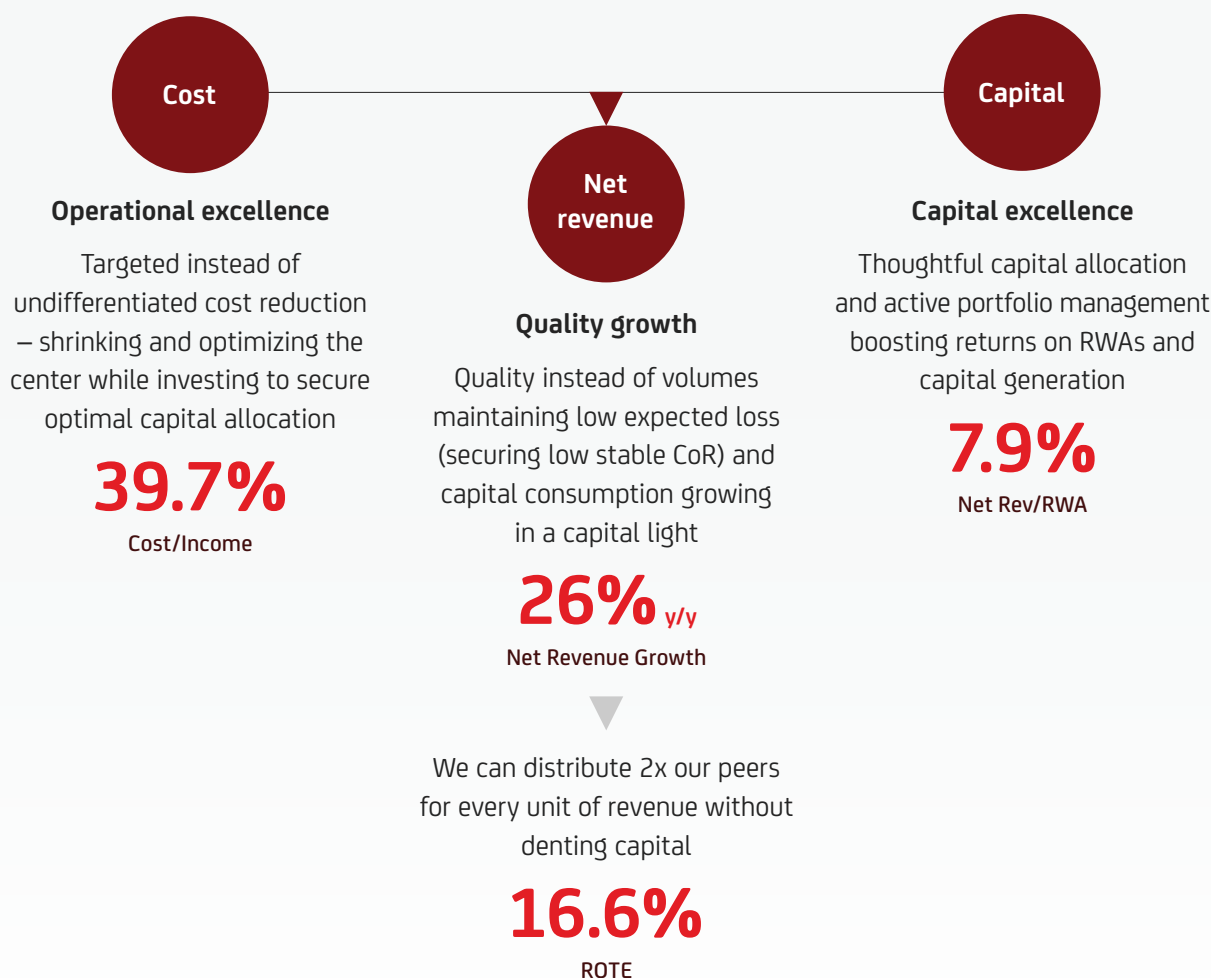 Cost
Operational excellence
Targeted instead of
undifferentiated cost reduction
– shrinking and optimizing the
center while investing to secure
optimal capital allocation
39.7%
Cost/Income
Net
revenue
Quality growth
Quality instead of volumes
maintaining low expected loss
(securing low stable CoR) and
capital consumption growing
in a capital light
26% y/y
Net Revenue Growth
Capital
Capital excellence
Thoughtful capital allocation
and active portfolio management
boosting returns on RWAs and
capital generation
7.9%
Net Rev/RWA
We can distribute 2x our peers
for every unit of revenue without
denting capital
16.6%
ROTE